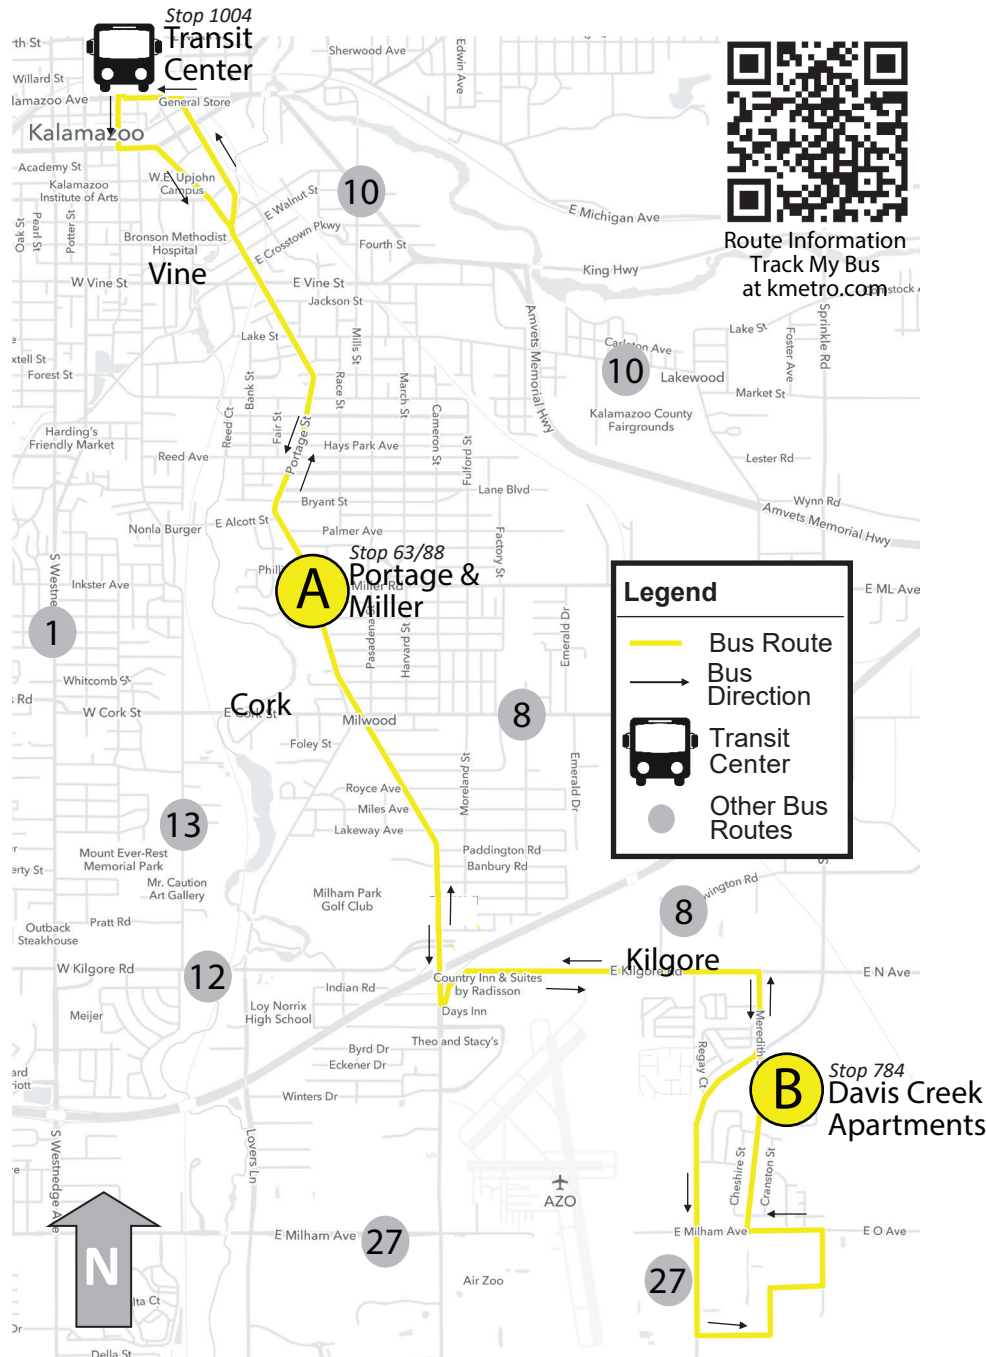 Stop 1004
Transit
Center
Sherwood Ave
Edwin Ave
Willard St
General Store
Kalamazoo
Academy St
Kalamazoo
Institute of Arts
W.E. Upjohn
Campus
10
E Walnut St
E Michigan Ave
Oak St
Pearl St
Potter St
Bronson Methodist
Hospital
E Crosstown Pkwy
Fourth St
Route Information
Track My Bus
at kmetro.com
Vine
W Vine St
E Vine St
King Hwy
Jackson St
Amvets Memorial Hwy
Sprinkle Rd
Lake St
Mills St
Carleton Ave
Lake St
Foster Ave
10
Lakewood
Forest St
Bank St
Race St
March St
Market St
Kalamazoo County
Fairgrounds
Reed Ct
Fair St
Portage St
Cameron St
Harding's
Friendly Market
Reed Ave
Hays Park Ave
Fulford St
Lester Rd
Bryant St
Lane Blvd
Wynn Rd
Amvets Memorial Hwy
Nonla Burger
E Alcott St
Palmer Ave
Factory St
Stop 63/88
A
Portage &
Miller
Inkster Ave
E ML Ave
1
Pasadena St
Harvard St
Emerald Dr
Legend
Bus Route
Bus
Direction
Transit
Center
Other Bus
Routes
Whitcomb St
W Cork St
E Cork St
Cork
Milwood
8
Foley St
Moreland St
Emerald Dr
Royce Ave
Miles Ave
Lakeway Ave
13
Mount Ever-Rest
Memorial Park
Mr. Caution
Art Gallery
Paddington Rd
Banbury Rd
Milham Park
Golf Club
8
Pratt Rd
Outback
Steakhouse
W Kilgore Rd
12
Kilgore
E Kilgore Rd
E N Ave
Indian Rd
Country Inn & Suites
by Radisson
Days Inn
Loy Norrix
High School
Meijer
Theo and Stacy's
Byrd Dr
Eckener Dr
Regay Ct
Winters Dr
B
Stop 784
Davis Creek
Apartments
S Westnedge Ave
Lovers Ln
Cheshire St
Cranston St
AZO
N
E Milham Ave
27
E Milham Ave
E O Ave
27
Air Zoo
Della St